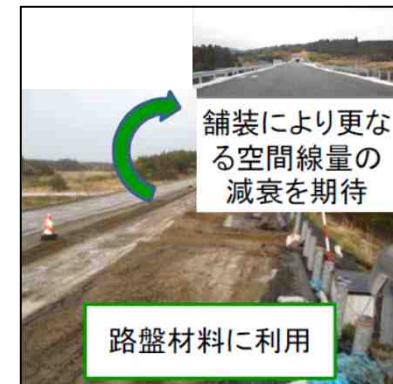 舗装により更な
る空間線量の
減衰を期待
路盤材料に利用